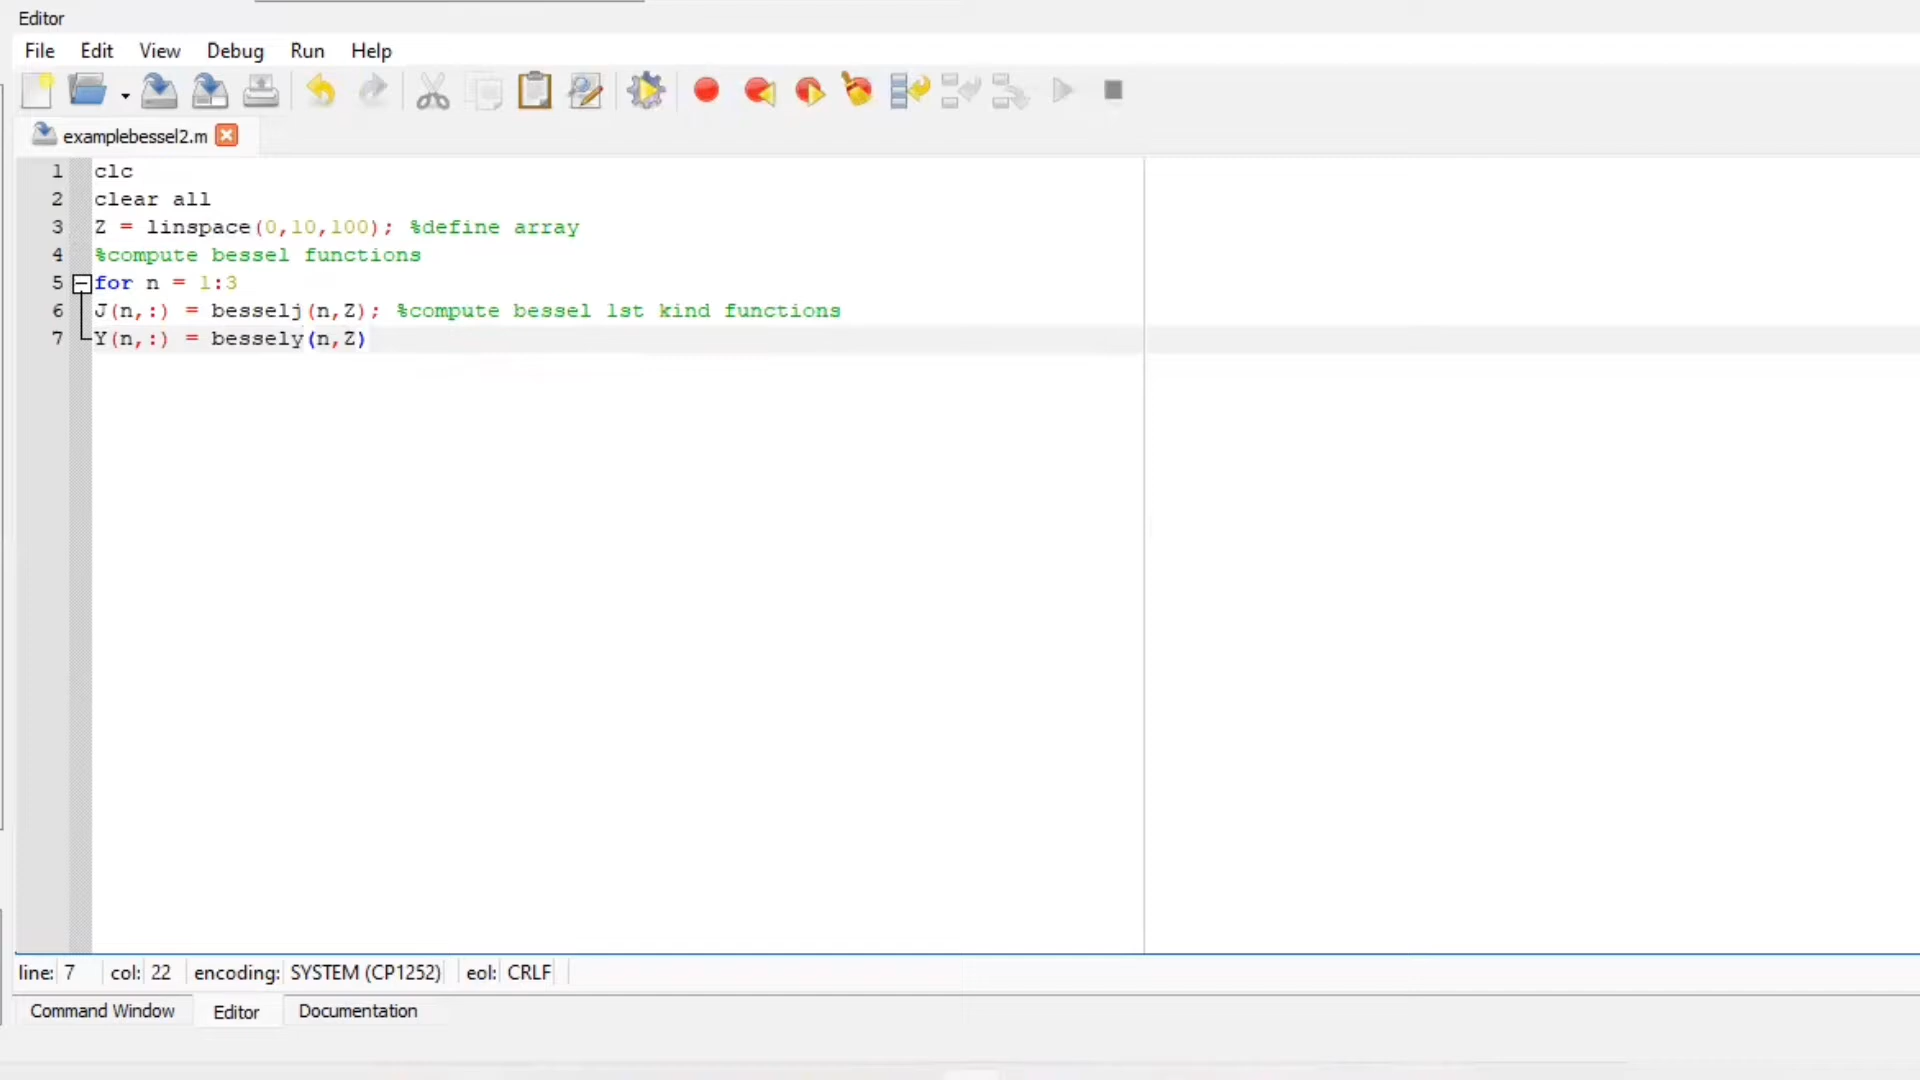 Editor
File Edit View Debug Run Help
examplebessel2.m
1 clc
2 clear all
3 Z = linspace(0,10,100); %define array
4 %compute bessel functions
5 for n = 1:3
6 J(n,:) = besselj(n,Z); %compute bessel 1st kind functions
7 Y(n,:) = bessely(n,Z)
line: 7 col: 22 encoding: SYSTEM (CP1252) eol: CRLF
Command Window Editor Documentation